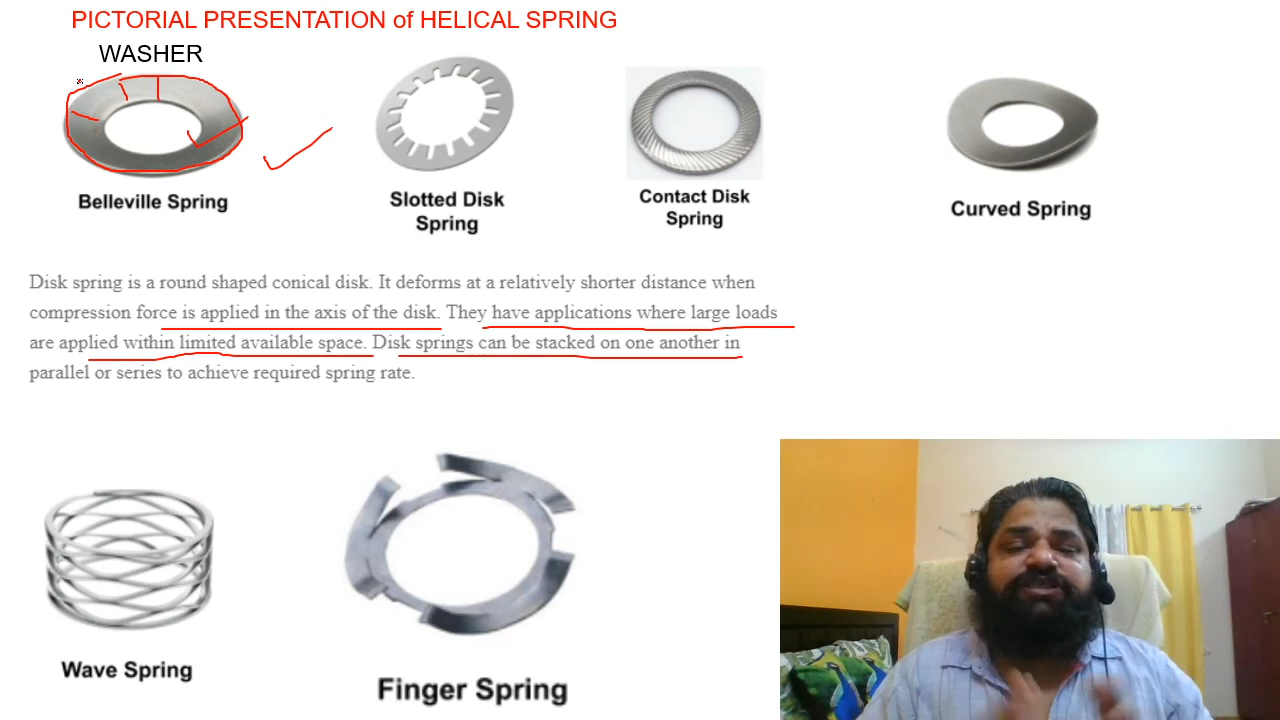 PICTORIAL PRESENTATION of HELICAL SPRING
WASHER
Belleville Spring
Slotted Disk
Spring
Contact Disk
Spring
Curved Spring
Disk spring is a round shaped conical disk. It deforms at a relatively shorter distance when
compression force is applied in the axis of the disk. They have applications where large loads
are applied within limited available space. Disk springs can be stacked on one another in
parallel or series to achieve required spring rate.
Wave Spring
Finger Spring